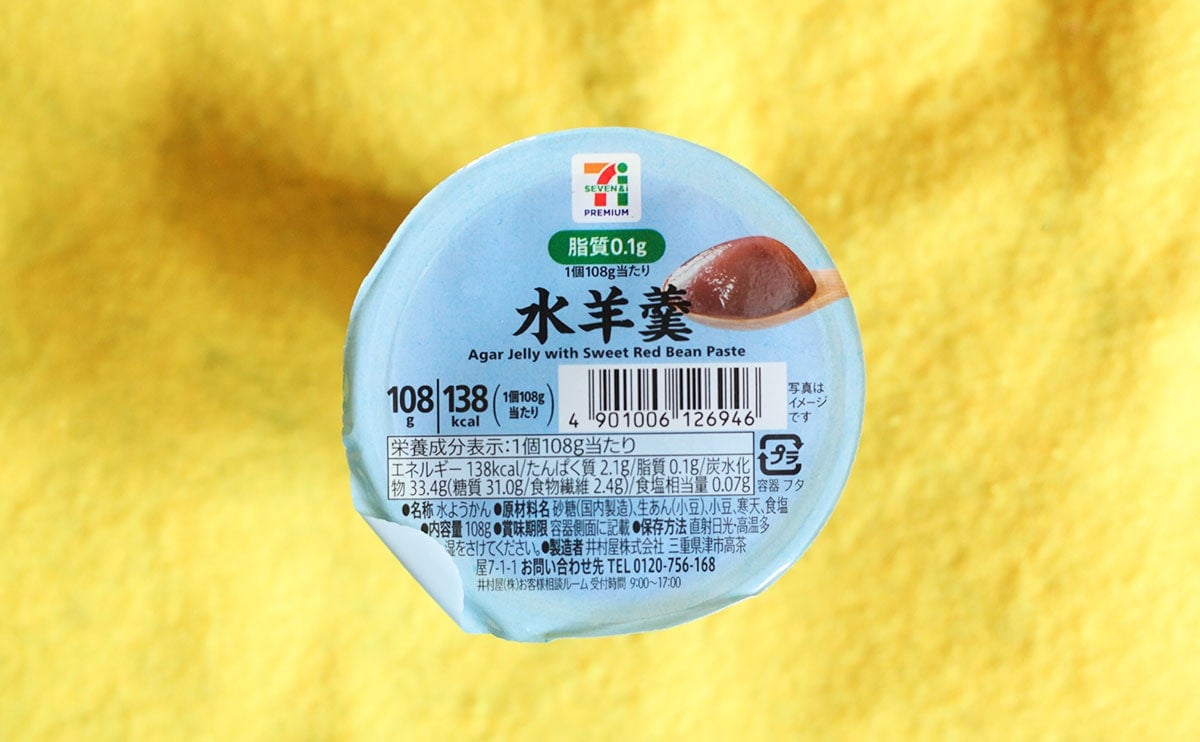 SEVEN&i
PREMIUM
脂質0.1g
1個108g当たり
水羊羹
Agar Jelly with Sweet Red Bean Paste
108g 138kcal (1個108g当たり)
4 901006 126946
写真は
イメージ
です
栄養成分表示:1個108g当たり
エネルギー 138kcal/たんぱく質 2.1g/脂質 0.1g/炭水化
物 33.4g(糖質 31.0g/食物繊維 2.4g)/食塩相当量 0.07g
プラ
容器 フタ
●名称 水ようかん ●原材料名 砂糖(国内製造)、生あん(小豆)、小豆、寒天、食塩
●内容量 108g ●賞味期限 容器側面に記載 ●保存方法 直射日光・高温多
湿をさけてください。●製造者 井村屋株式会社 三重県津市高茶
屋7-1-1 お問い合わせ先 TEL 0120-756-168
井村屋(株)お客様相談ルーム 受付時間 9:00～17:00